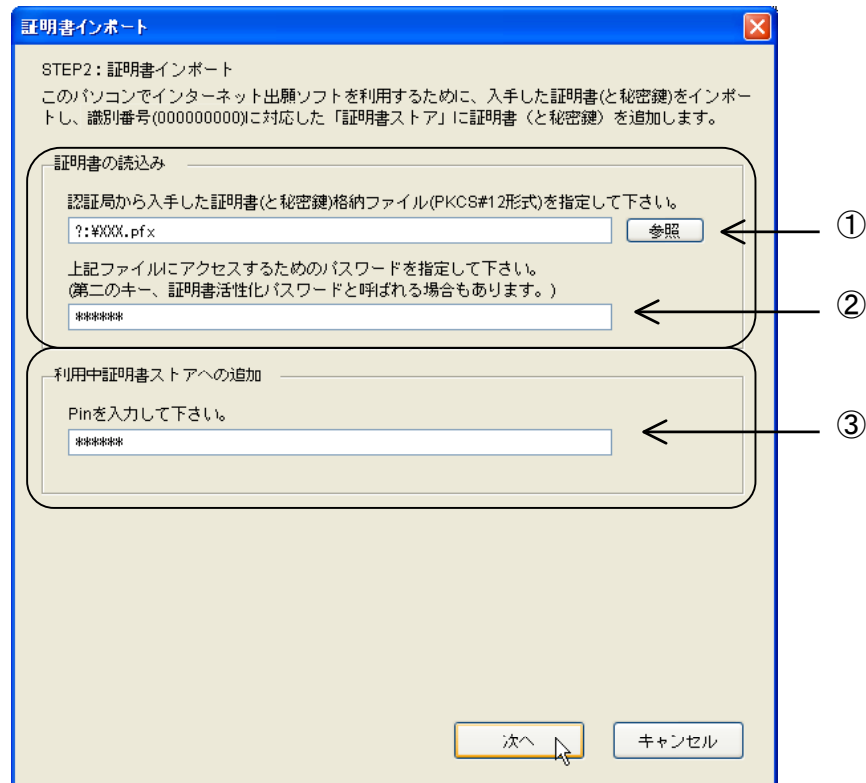 証明書インポート
STEP2：証明書インポート
このパソコンでインターネット出願ソフトを利用するために、入手した証明書(と秘密鍵)をインポー
トし、識別番号(000000000)に対応した「証明書ストア」に証明書（と秘密鍵）を追加します。
証明書の読込み
認証局から入手した証明書(と秘密鍵)格納ファイル(PKCS#12形式)を指定して下さい。
?:¥XXX.pfx
参照
①
上記ファイルにアクセスするためのパスワードを指定して下さい。
(第二のキー、証明書活性化パスワードと呼ばれる場合もあります。)
******
②
利用中証明書ストアへの追加
Pinを入力して下さい。
******
③
次へ
キャンセル